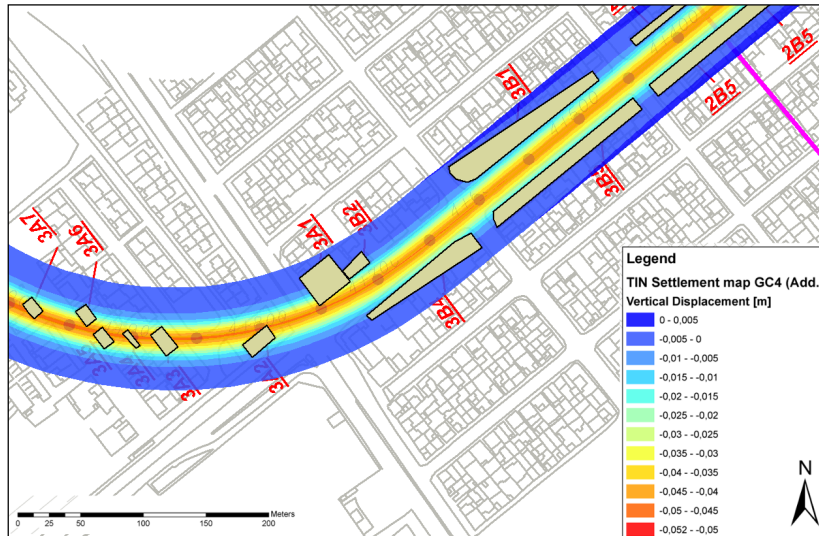 2B5
2B5
3B1
3A7
3A6
3A1
3B2
3B4
3A3
3A2
Legend
TIN Settlement map GC4 (Add.
Vertical Displacement [m]
0 - 0,005
-0,005 - 0
-0,01 - -0,005
-0,015 - -0,01
-0,02 - -0,015
-0,025 - -0,02
-0,03 - -0,025
-0,035 - -0,03
-0,04 - -0,035
-0,045 - -0,04
-0,05 - -0,045
-0,052 - -0,05
N
0 25 50 100 150 200
Meters